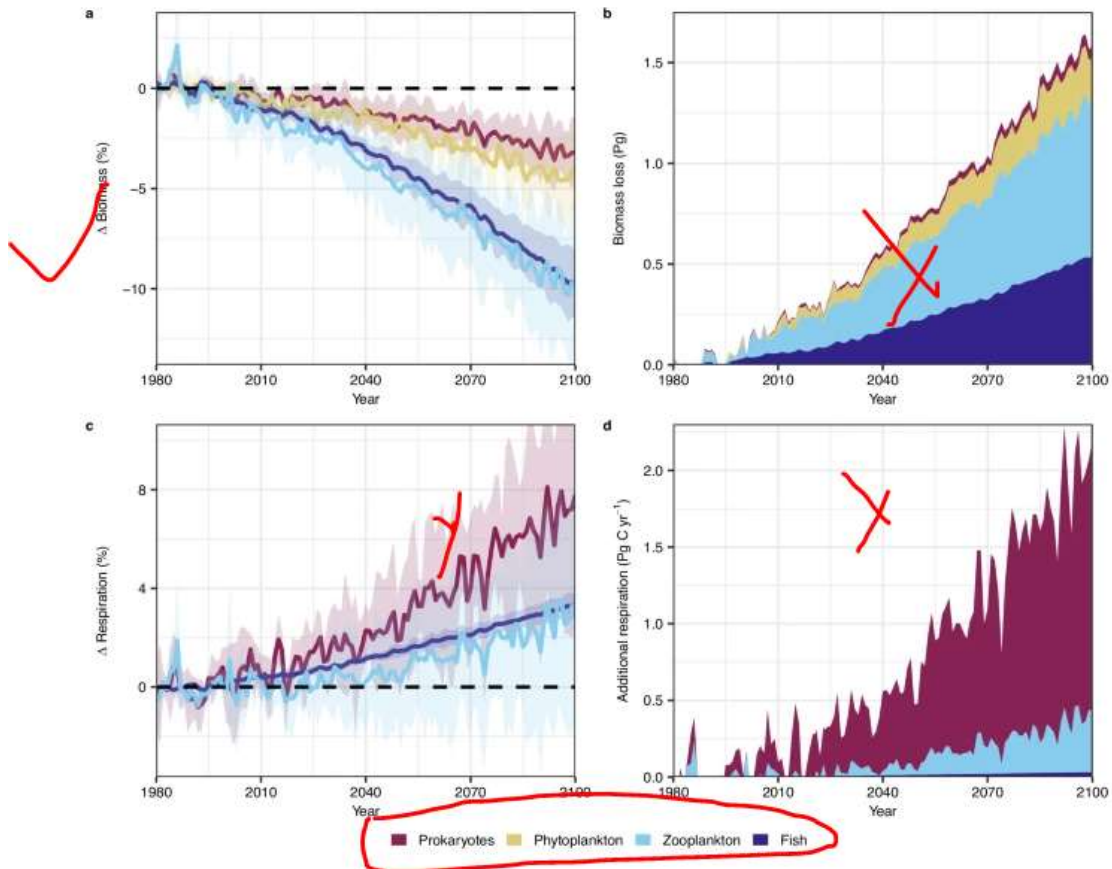 a
Δ Biomass (%)
0
−5
−10
1980
2010
2040
2070
2100
Year
b
Biomass loss (Pg)
1.5
1.0
0.5
0.0
1980
2010
2040
2070
2100
Year
c
Δ Respiration (%)
8
4
0
1980
2010
2040
2070
2100
Year
d
Additional respiration (Pg C yr⁻¹)
2.0
1.5
1.0
0.5
0.0
1980
2010
2040
2070
2100
Year
Prokaryotes Phytoplankton Zooplankton Fish